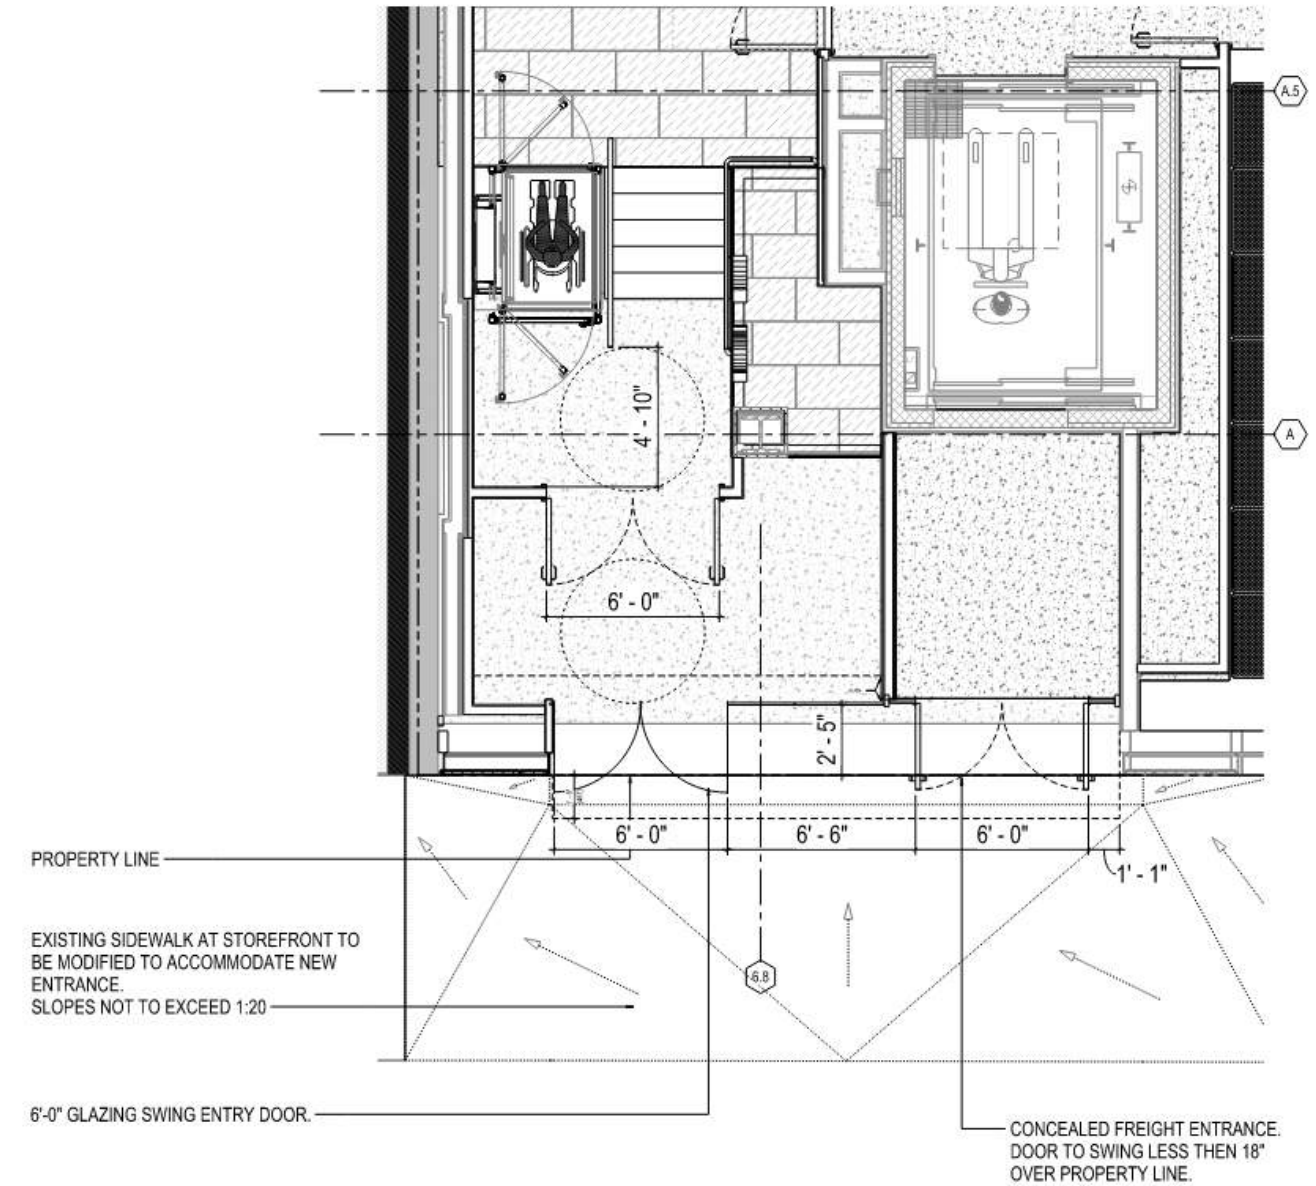 A.5
4' - 10"
A
6' - 0"
2' - 5"
6' - 0"
6' - 6"
6' - 0"
1' - 1"
PROPERTY LINE
EXISTING SIDEWALK AT STOREFRONT TO
BE MODIFIED TO ACCOMMODATE NEW
ENTRANCE.
SLOPES NOT TO EXCEED 1:20
6.8
6'-0" GLAZING SWING ENTRY DOOR.
CONCEALED FREIGHT ENTRANCE.
DOOR TO SWING LESS THEN 18"
OVER PROPERTY LINE.